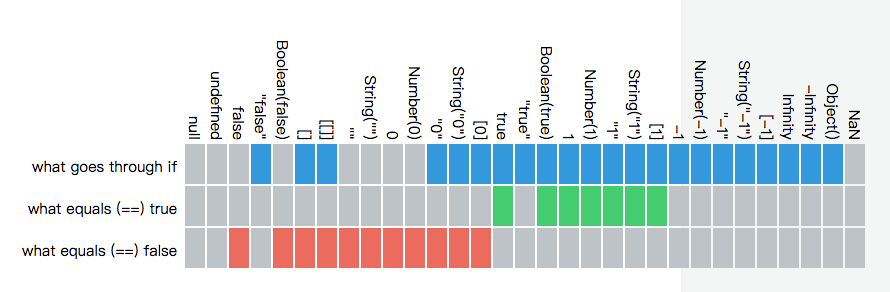 null
undefined
false
"false"
Boolean(false)
[]
[[]]
""
String("")
0
Number(0)
"0"
String("0")
[0]
true
"true"
Boolean(true)
1
Number(1)
"1"
String("1")
[1]
−1
Number(−1)
"−1"
String("−1")
[−1]
Infinity
−Infinity
Object()
NaN
what goes through if
what equals (==) true
what equals (==) false